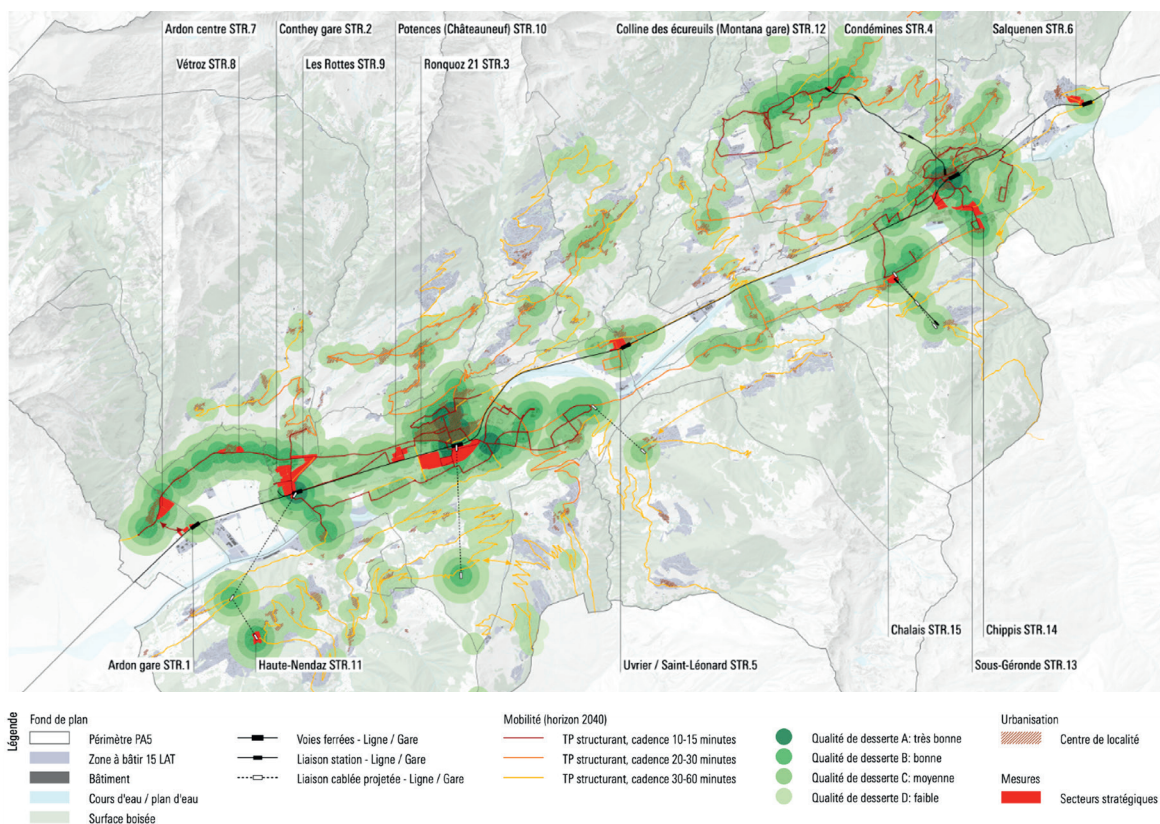 Ardon centre STR.7
Conthey gare STR.2
Potences (Châteauneuf) STR.10
Colline des écureuils (Montana gare) STR.12
Condémines STR.4
Salquenen STR.6
Vétroz STR.8
Les Rottes STR.9
Ronquoz 21 STR.3
Chalais STR.15
Chippis STR.14
Ardon gare STR.1
Haute-Nendaz STR.11
Uvrier / Saint-Léonard STR.5
Sous-Géronde STR.13
Légende
Fond de plan
Périmètre PA5
Zone à bâtir 15 LAT
Bâtiment
Cours d'eau / plan d'eau
Surface boisée
Voies ferrées - Ligne / Gare
Liaison station - Ligne / Gare
Liaison cablée projetée - Ligne / Gare
Mobilité (horizon 2040)
TP structurant, cadence 10-15 minutes
TP structurant, cadence 20-30 minutes
TP structurant, cadence 30-60 minutes
Qualité de desserte A: très bonne
Qualité de desserte B: bonne
Qualité de desserte C: moyenne
Qualité de desserte D: faible
Urbanisation
Centre de localité
Mesures
Secteurs stratégiques